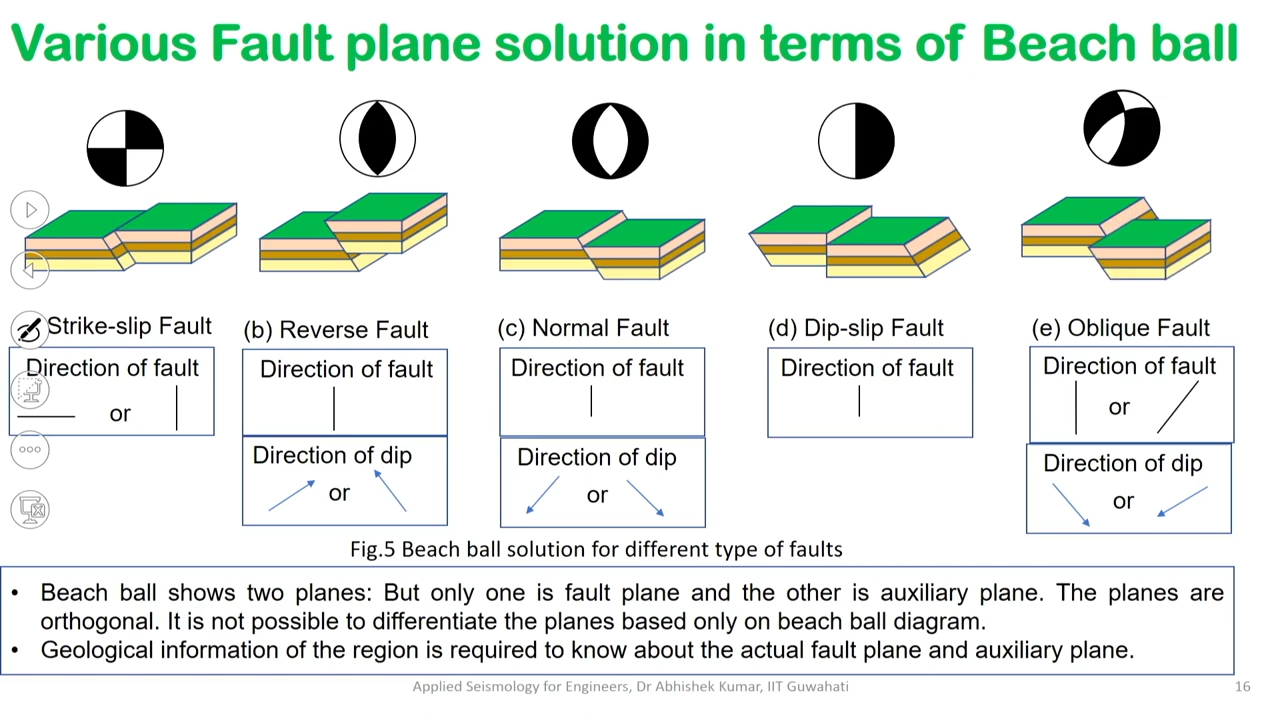 Various Fault plane solution in terms of Beach ball
Strike-slip Fault
(b) Reverse Fault
(c) Normal Fault
(d) Dip-slip Fault
(e) Oblique Fault
Direction of fault
or
Direction of fault
Direction of dip
or
Direction of fault
Direction of dip
or
Direction of fault
Direction of fault
or
Direction of dip
or
Fig.5 Beach ball solution for different type of faults
• Beach ball shows two planes: But only one is fault plane and the other is auxiliary plane. The planes are
orthogonal. It is not possible to differentiate the planes based only on beach ball diagram.
• Geological information of the region is required to know about the actual fault plane and auxiliary plane.
Applied Seismology for Engineers, Dr Abhishek Kumar, IIT Guwahati
16